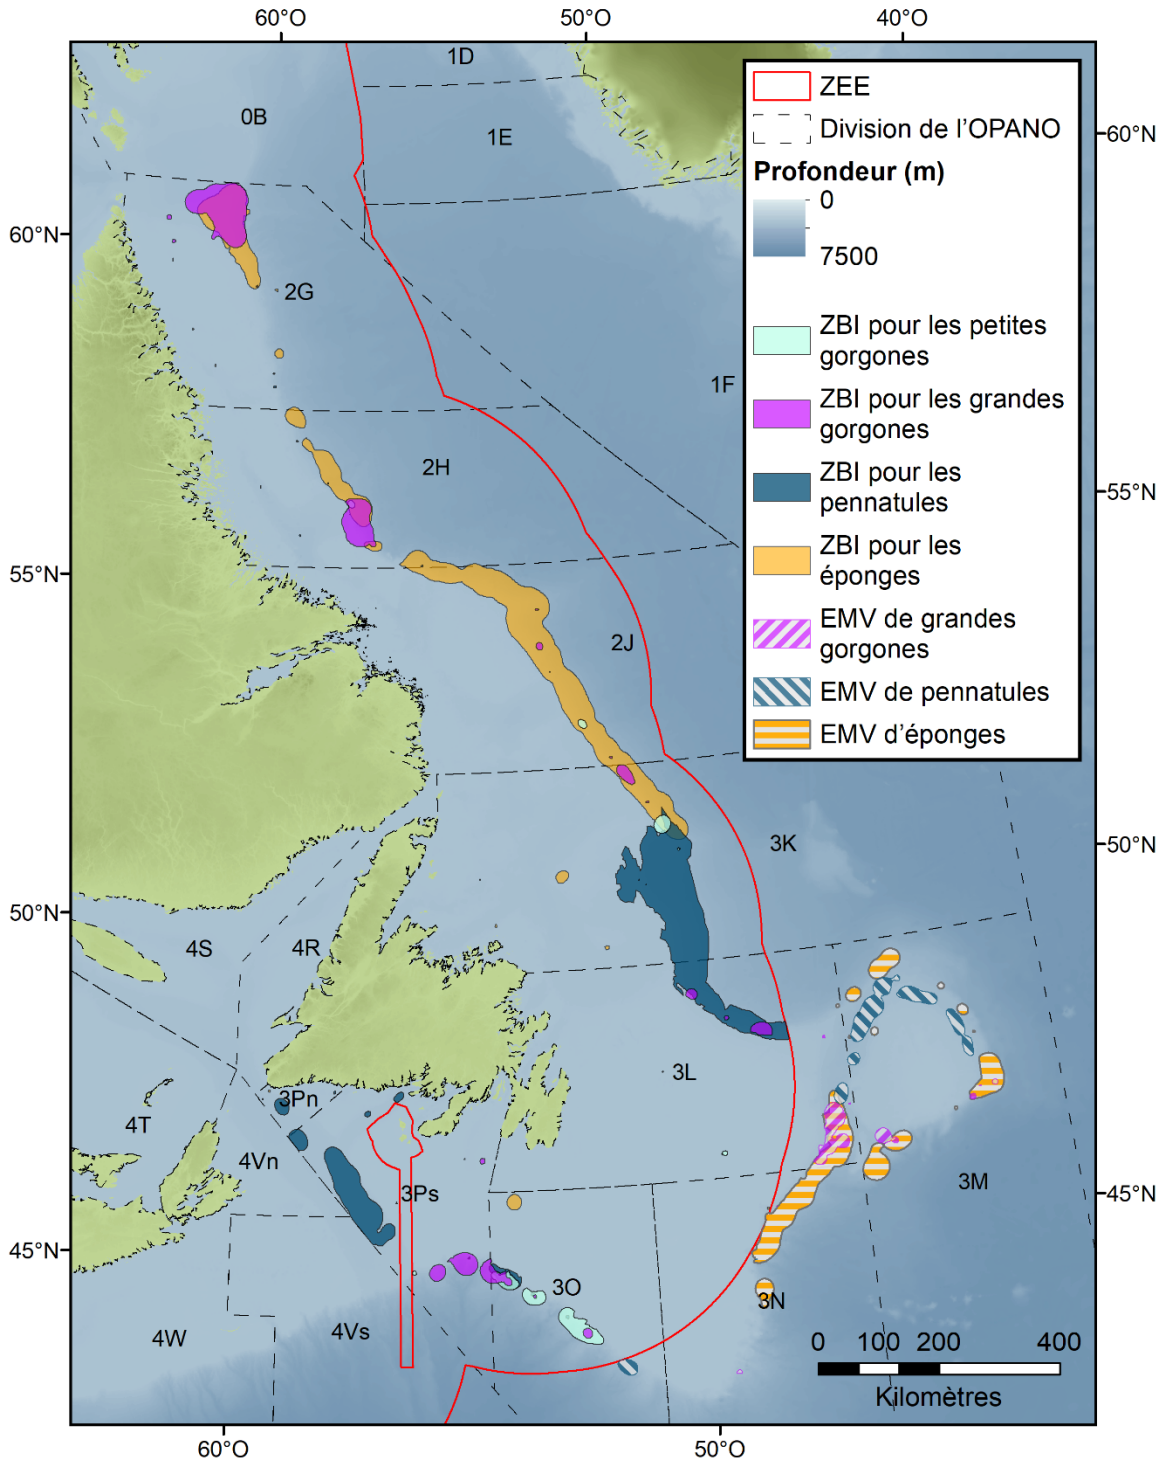 60°O 50°O 40°O
1D
0B
1E
60°N
60°N
2G
1F
2H
55°N
55°N
2J
3K
50°N
50°N
4S
4R
3L
3Pn
4T
4Vn
3Ps
3M
45°N
45°N
3O
3N
4W
4Vs
ZEE
Division de l'OPANO
Profondeur (m)
0
7500
ZBI pour les petites
gorgones
ZBI pour les grandes
gorgones
ZBI pour les
pennatules
ZBI pour les
éponges
EMV de grandes
gorgones
EMV de pennatules
EMV d'éponges
0 100 200 400
Kilomètres
60°O 50°O